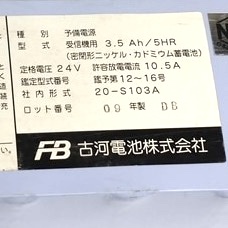 種 別 予備電源
型 式 受信機用 3.5 Ah/5HR
(密閉形ニッケル・カドミウム蓄電池)
定格電圧 24V 許容放電電流 10.5A
鑑定型式番号 鑑予第12~16号
社内形式 20-S103A
ロット番号 09年製 DB
FB 古河電池株式会社